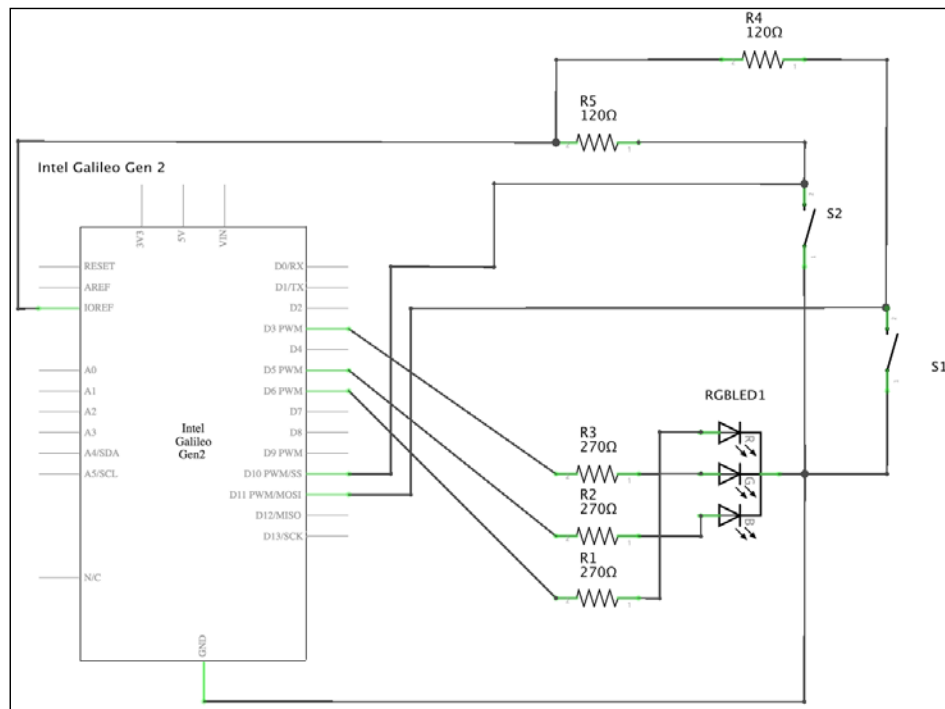 R4
120Ω
R5
120Ω
Intel Galileo Gen 2
3V3
5V
VIN
S2
RESET
D0/RX
AREF
D1/TX
IOREF
D2
D3 PWM
D4
S1
A0
D5 PWM
A1
D6 PWM
RGBLED1
A2
D7
A3
D8
Intel
Galileo
Gen2
A4/SDA
D9 PWM
R3
270Ω
R
A5/SCL
D10 PWM/SS
G
D11 PWM/MOSI
R2
270Ω
D12/MISO
B
D13/SCK
R1
270Ω
N/C
GND